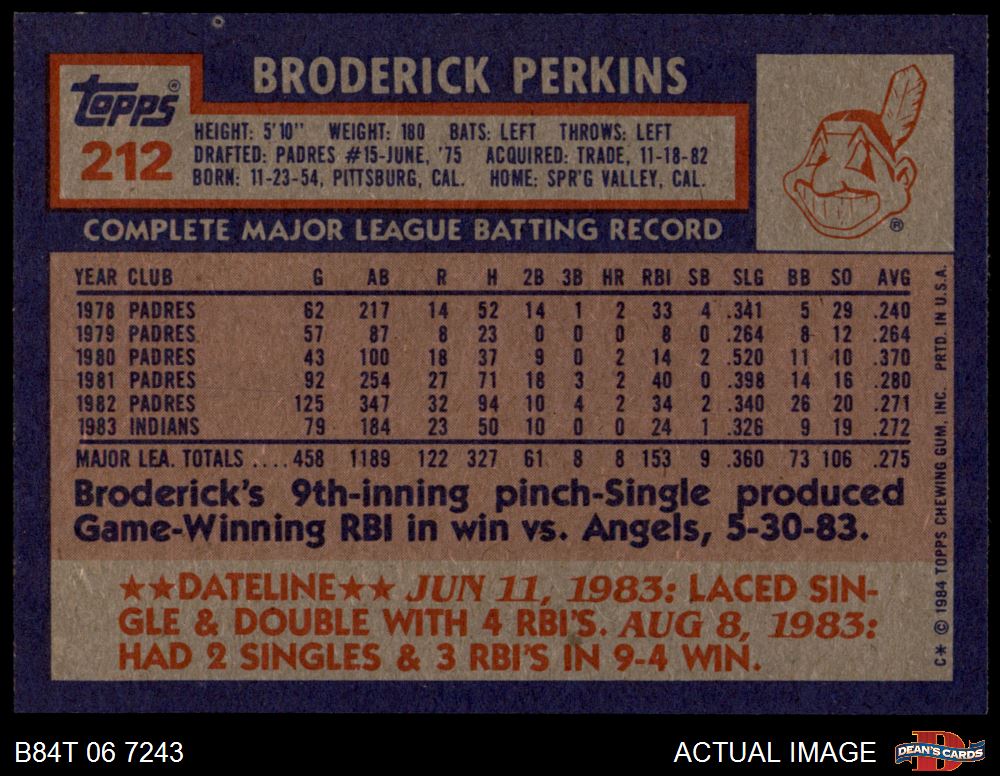 BRODERICK PERKINS
Topps®
212
HEIGHT: 5'10" WEIGHT: 180 BATS: LEFT THROWS: LEFT
DRAFTED: PADRES #15-JUNE, '75 ACQUIRED: TRADE, 11-18-82
BORN: 11-23-54, PITTSBURG, CAL. HOME: SPR'G VALLEY, CAL.
®
COMPLETE MAJOR LEAGUE BATTING RECORD
YEAR CLUB G AB R H 2B 3B HR RBI SB SLG BB SO AVG
1978 PADRES 62 217 14 52 14 1 2 33 4 .341 5 29 .240
1979 PADRES 57 87 8 23 0 0 0 8 0 .264 8 12 .264
1980 PADRES 43 100 18 37 9 0 2 14 2 .520 11 10 .370
1981 PADRES 92 254 27 71 18 3 2 40 0 .398 14 16 .280
1982 PADRES 125 347 32 94 10 4 2 34 2 .340 26 20 .271
1983 INDIANS 79 184 23 50 10 0 0 24 1 .326 9 19 .272
MAJOR LEA. TOTALS ....458 1189 122 327 61 8 8 153 9 .360 73 106 .275
Broderick's 9th-inning pinch-Single produced
Game-Winning RBI in win vs. Angels, 5-30-83.
★★DATELINE★★ JUN 11, 1983: LACED SIN-
GLE & DOUBLE WITH 4 RBI'S. AUG 8, 1983:
HAD 2 SINGLES & 3 RBI'S IN 9-4 WIN.
C* © 1984 TOPPS CHEWING GUM, INC. PRTD. IN U.S.A.
B84T 06 7243
ACTUAL IMAGE
DEAN'S CARDS